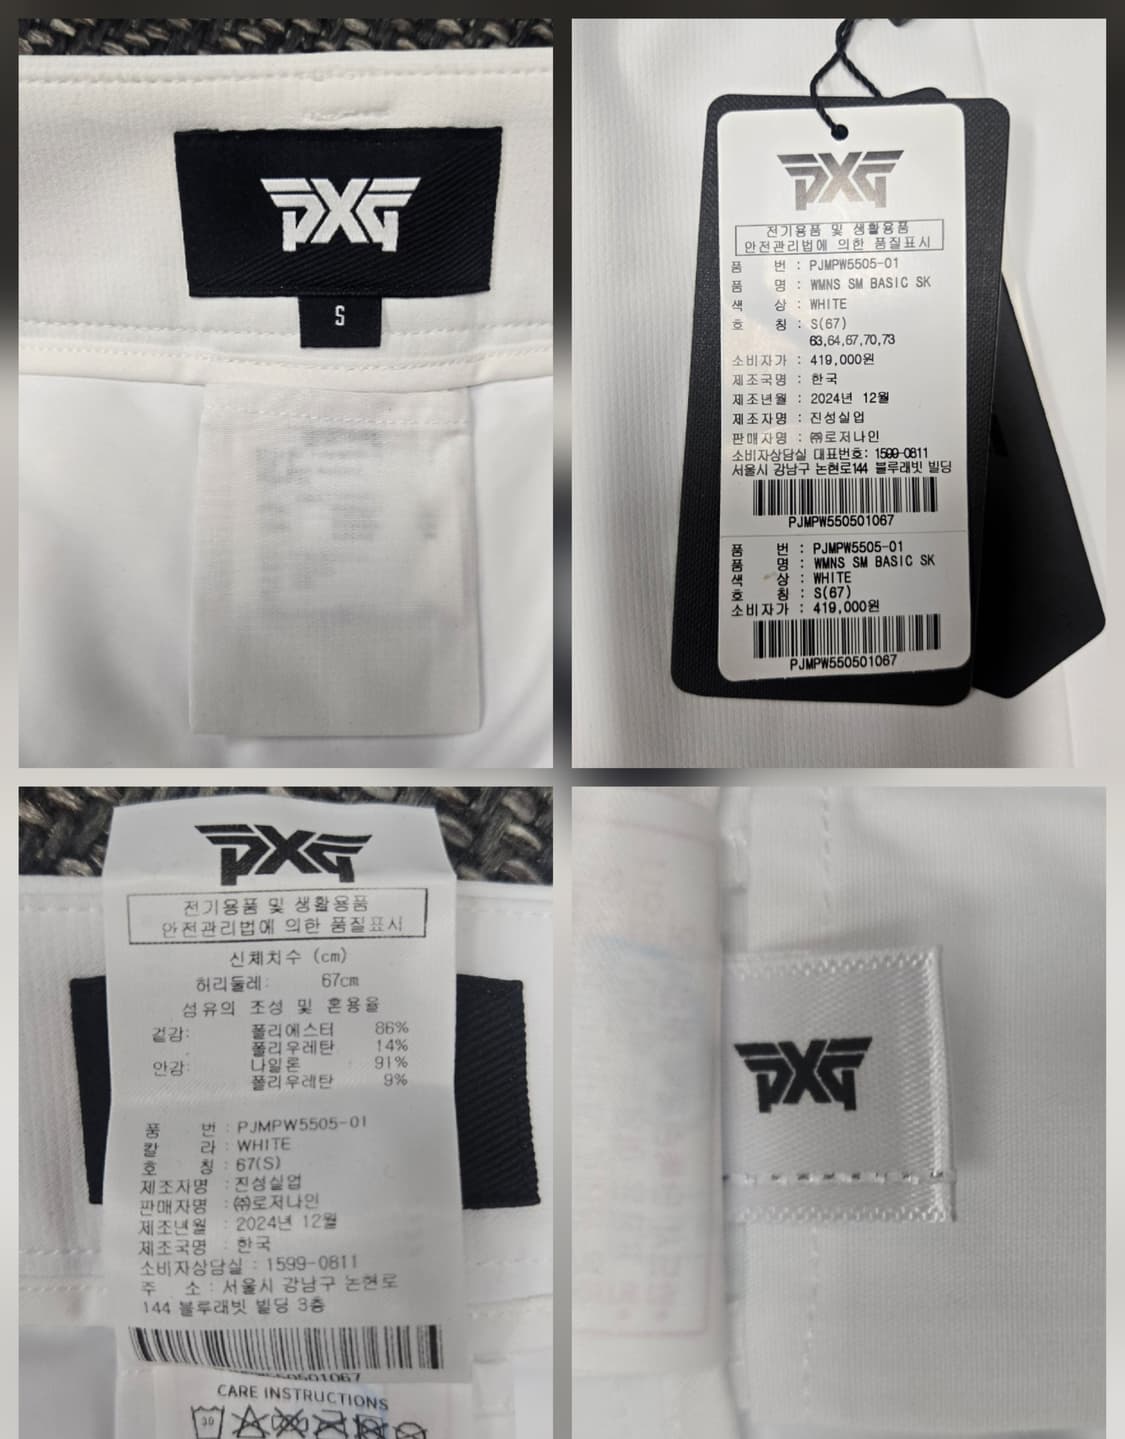 PXG
S
PXG
전기용품 및 생활용품
안전관리법에 의한 품질표시
품 번 : PJMPW5505-01
품 명 : WMNS SM BASIC SK
색 상 : WHITE
호 칭 : S(67)
63,64,67,70,73
소비자가 : 419,000원
제조국명 : 한국
제조년월 : 2024년 12월
제조자명 : 진성실업
판매자명 : ㈜로저나인
소비자상담실 대표번호: 1599-0811
서울시 강남구 논현로144 블루래빗 빌딩
PJMPW550501067
품 번 : PJMPW5505-01
품 명 : WMNS SM BASIC SK
색 상 : WHITE
호 칭 : S(67)
소비자가 : 419,000원
PJMPW550501067
PXG
전기용품 및 생활용품
안전관리법에 의한 품질표시
신체치수 (cm)
허리둘레: 67cm
섬유의 조성 및 혼용율
겉감: 폴리에스터 86%
폴리우레탄 14%
안감: 나일론 91%
폴리우레탄 9%
품 번 : PJMPW5505-01
칼 라 : WHITE
호 칭 : 67(S)
제조자명 : 진성실업
판매자명 : ㈜로저나인
제조년월 : 2024년 12월
제조국명 : 한국
소비자상담실 : 1599-0811
주 소 : 서울시 강남구 논현로
144 블루래빗 빌딩 3층
CARE INSTRUCTIONS
30
PXG